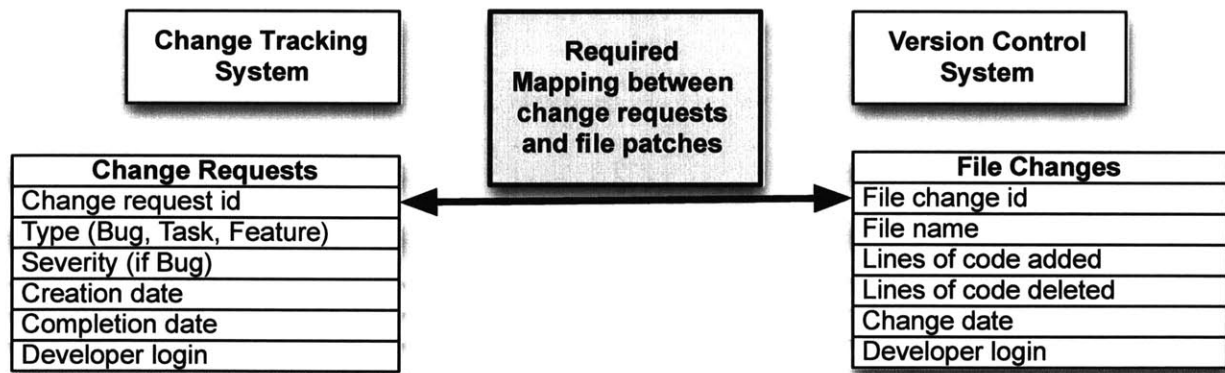 Change Tracking
System
Required
Mapping between
change requests
and file patches
Version Control
System
Change Requests
Change request id
Type (Bug, Task, Feature)
Severity (if Bug)
Creation date
Completion date
Developer login
File Changes
File change id
File name
Lines of code added
Lines of code deleted
Change date
Developer login